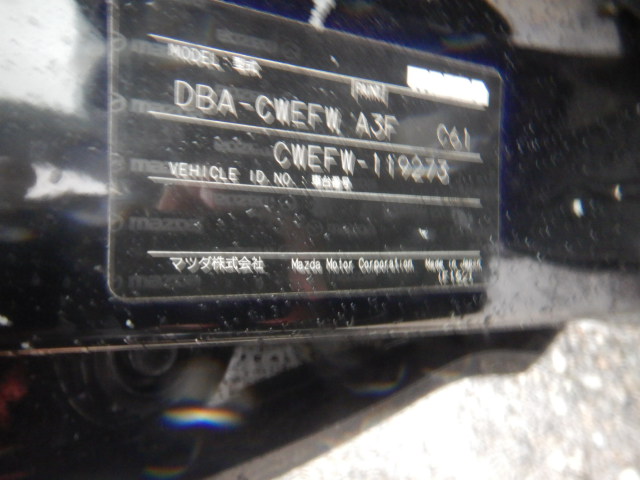 MODEL・型式
PAINT
DBA-CWEFW A3F C61
CWEFW-119273
VEHICLE ID.NO.:車台番号
マツダ株式会社 Mazda Motor Corporation Made in Japan